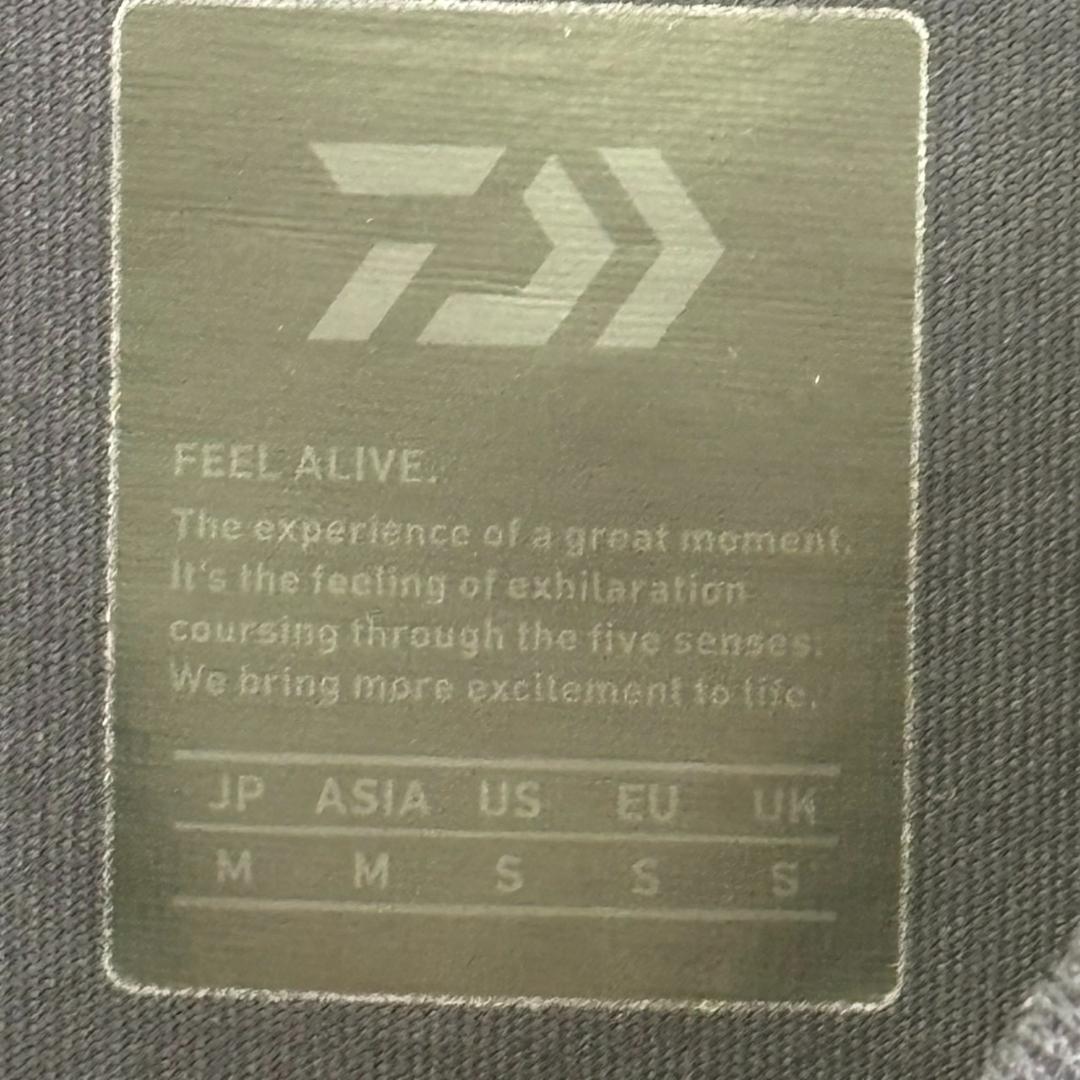 FEEL ALIVE.
The experience of a great moment.
It's the feeling of exhilaration
coursing through the five senses.
We bring more excitement to life.
JP ASIA US EU UK
M M S S S